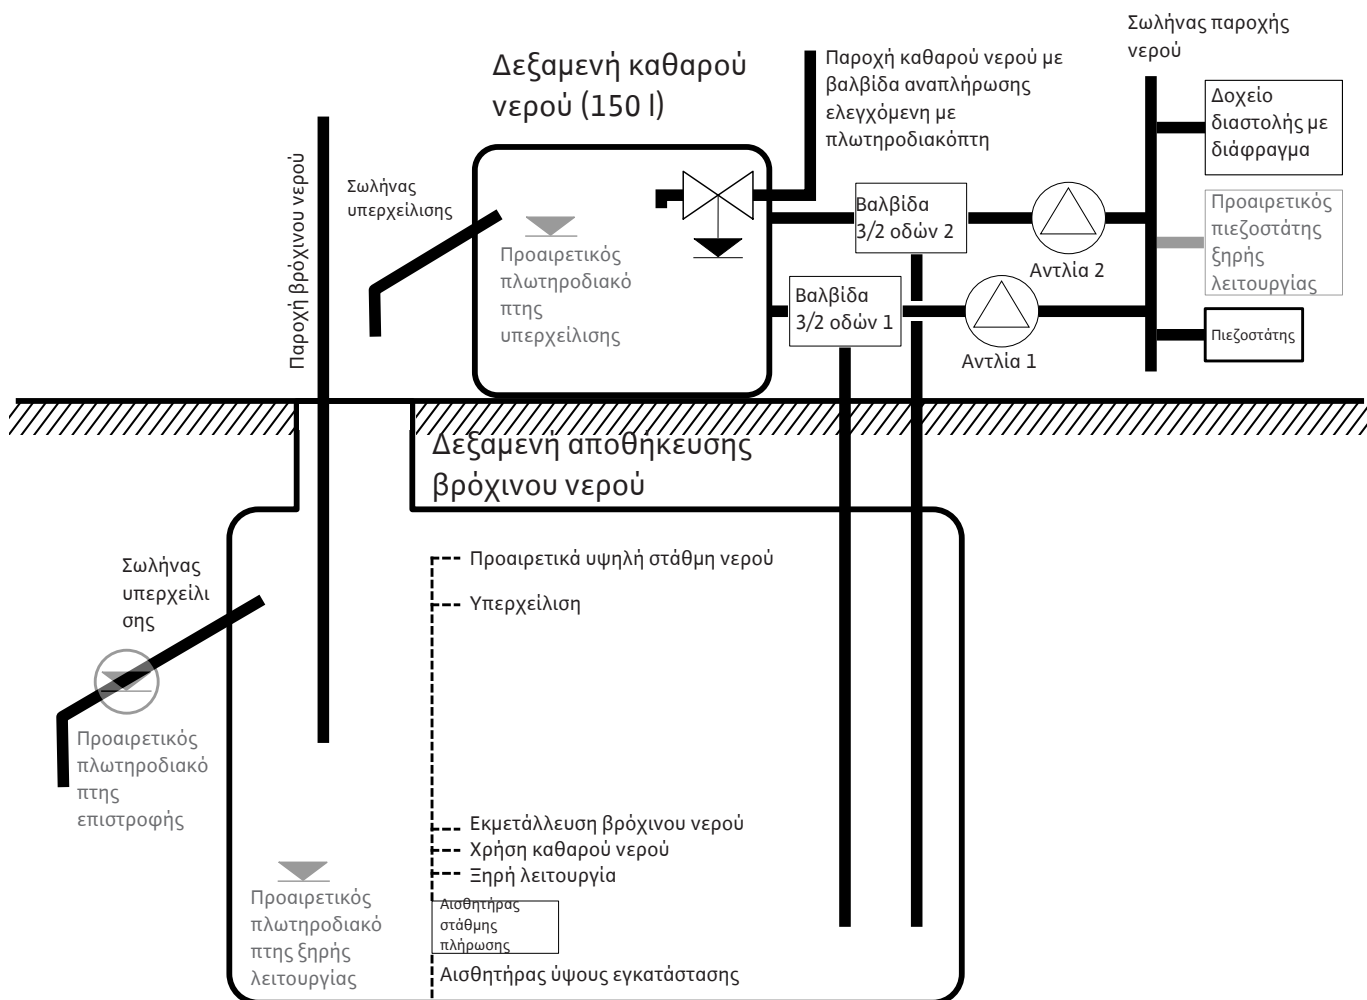 Σωλήνας παροχής
νερού
Δεξαμενή καθαρού
νερού (150 l)
Παροχή καθαρού νερού με
βαλβίδα αναπλήρωσης
ελεγχόμενη με
πλωτηροδιακόπτη
Δοχείο
διαστολής με
διάφραγμα
Παροχή βρόχινου νερού
Σωλήνας
υπερχείλισης
Προαιρετικός
πλωτηροδιακό
πτης
υπερχείλισης
Βαλβίδα
3/2 οδών 2
Αντλία 2
Προαιρετικός
πιεζοστάτης
ξηρής
λειτουργίας
Βαλβίδα
3/2 οδών 1
Αντλία 1
Πιεζοστάτης
Δεξαμενή αποθήκευσης
βρόχινου νερού
Σωλήνας
υπερχείλι
σης
Προαιρετικά υψηλή στάθμη νερού
Υπερχείλιση
Προαιρετικός
πλωτηροδιακό
πτης
επιστροφής
Εκμετάλλευση βρόχινου νερού
Χρήση καθαρού νερού
Ξηρή λειτουργία
Προαιρετικός
πλωτηροδιακό
πτης ξηρής
λειτουργίας
Αισθητήρας
στάθμης
πλήρωσης
Αισθητήρας ύψους εγκατάστασης